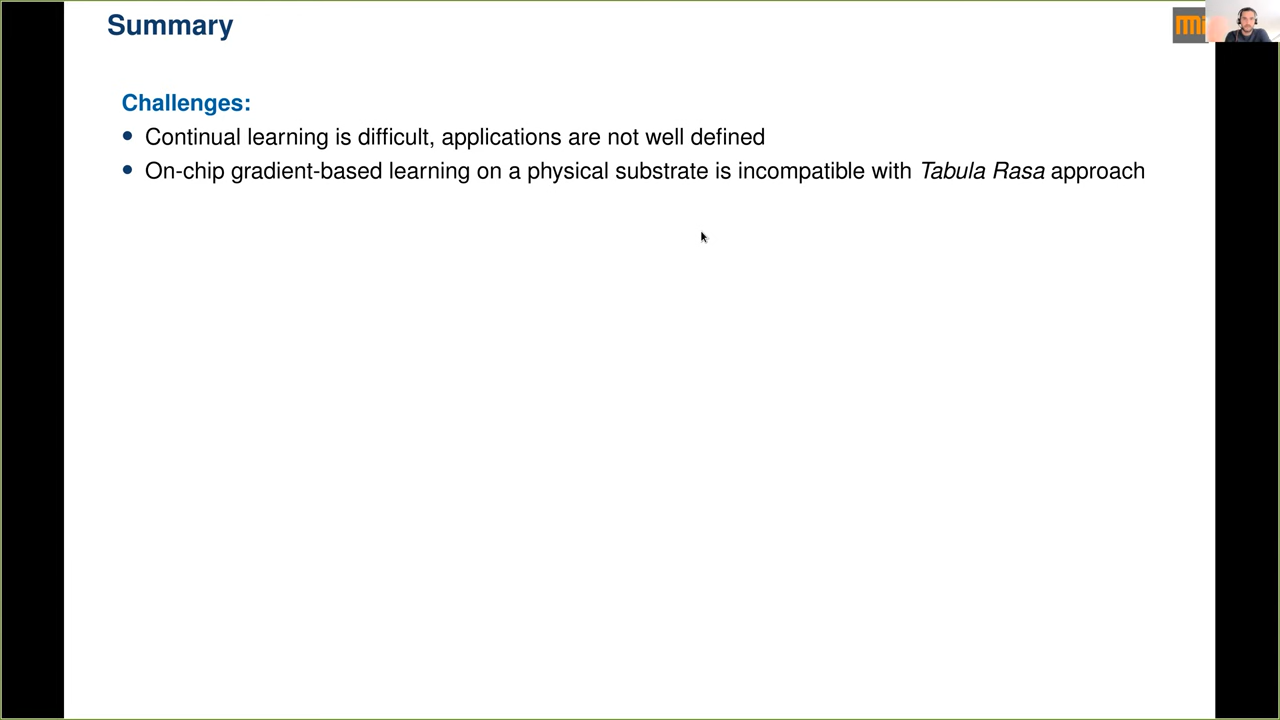 Summary
Challenges:
• Continual learning is difficult, applications are not well defined
• On-chip gradient-based learning on a physical substrate is incompatible with Tabula Rasa approach